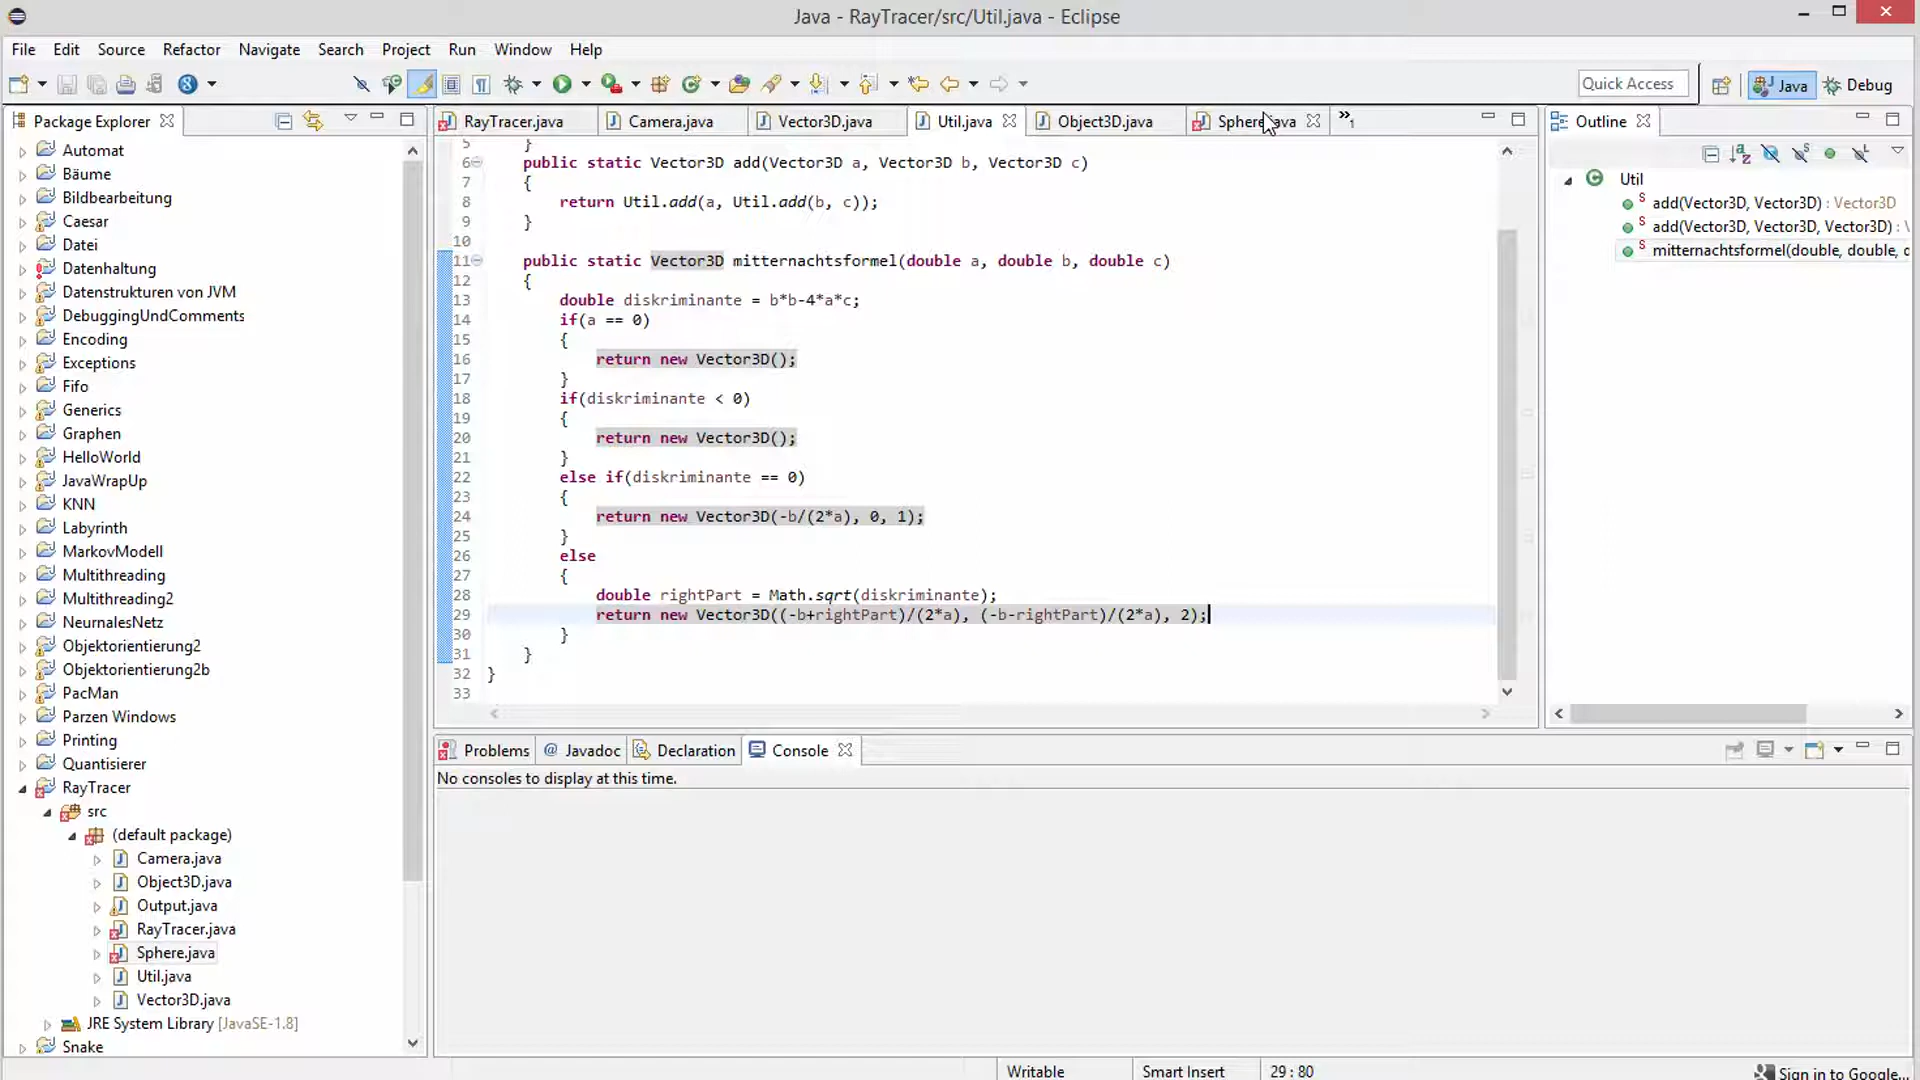 Java - RayTracer/src/Util.java - Eclipse
File Edit Source Refactor Navigate Search Project Run Window Help
Quick Access
Java
Debug
Package Explorer
Automat
Bäume
Bildbearbeitung
Caesar
Datei
Datenhaltung
Datenstrukturen von JVM
DebuggingUndComments
Encoding
Exceptions
Fifo
Generics
Graphen
HelloWorld
JavaWrapUp
KNN
Labyrinth
MarkovModell
Multithreading
Multithreading2
NeurnalesNetz
Objektorientierung2
Objektorientierung2b
PacMan
Parzen Windows
Printing
Quantisierer
RayTracer
src
(default package)
Camera.java
Object3D.java
Output.java
RayTracer.java
Sphere.java
Util.java
Vector3D.java
JRE System Library [JavaSE-1.8]
Snake
RayTracer.java Camera.java Vector3D.java Util.java Object3D.java Sphere.java »1
5 }
6 public static Vector3D add(Vector3D a, Vector3D b, Vector3D c)
7 {
8 return Util.add(a, Util.add(b, c));
9 }
10
11 public static Vector3D mitternachtsformel(double a, double b, double c)
12 {
13 double diskriminante = b*b-4*a*c;
14 if(a == 0)
15 {
16 return new Vector3D();
17 }
18 if(diskriminante < 0)
19 {
20 return new Vector3D();
21 }
22 else if(diskriminante == 0)
23 {
24 return new Vector3D(-b/(2*a), 0, 1);
25 }
26 else
27 {
28 double rightPart = Math.sqrt(diskriminante);
29 return new Vector3D((-b+rightPart)/(2*a), (-b-rightPart)/(2*a), 2);
30 }
31 }
32 }
33
Outline
Util
add(Vector3D, Vector3D) : Vector3D
add(Vector3D, Vector3D, Vector3D) : V
mitternachtsformel(double, double, d
Problems @ Javadoc Declaration Console
No consoles to display at this time.
Writable
Smart Insert
29 : 80
Sign in to Google...